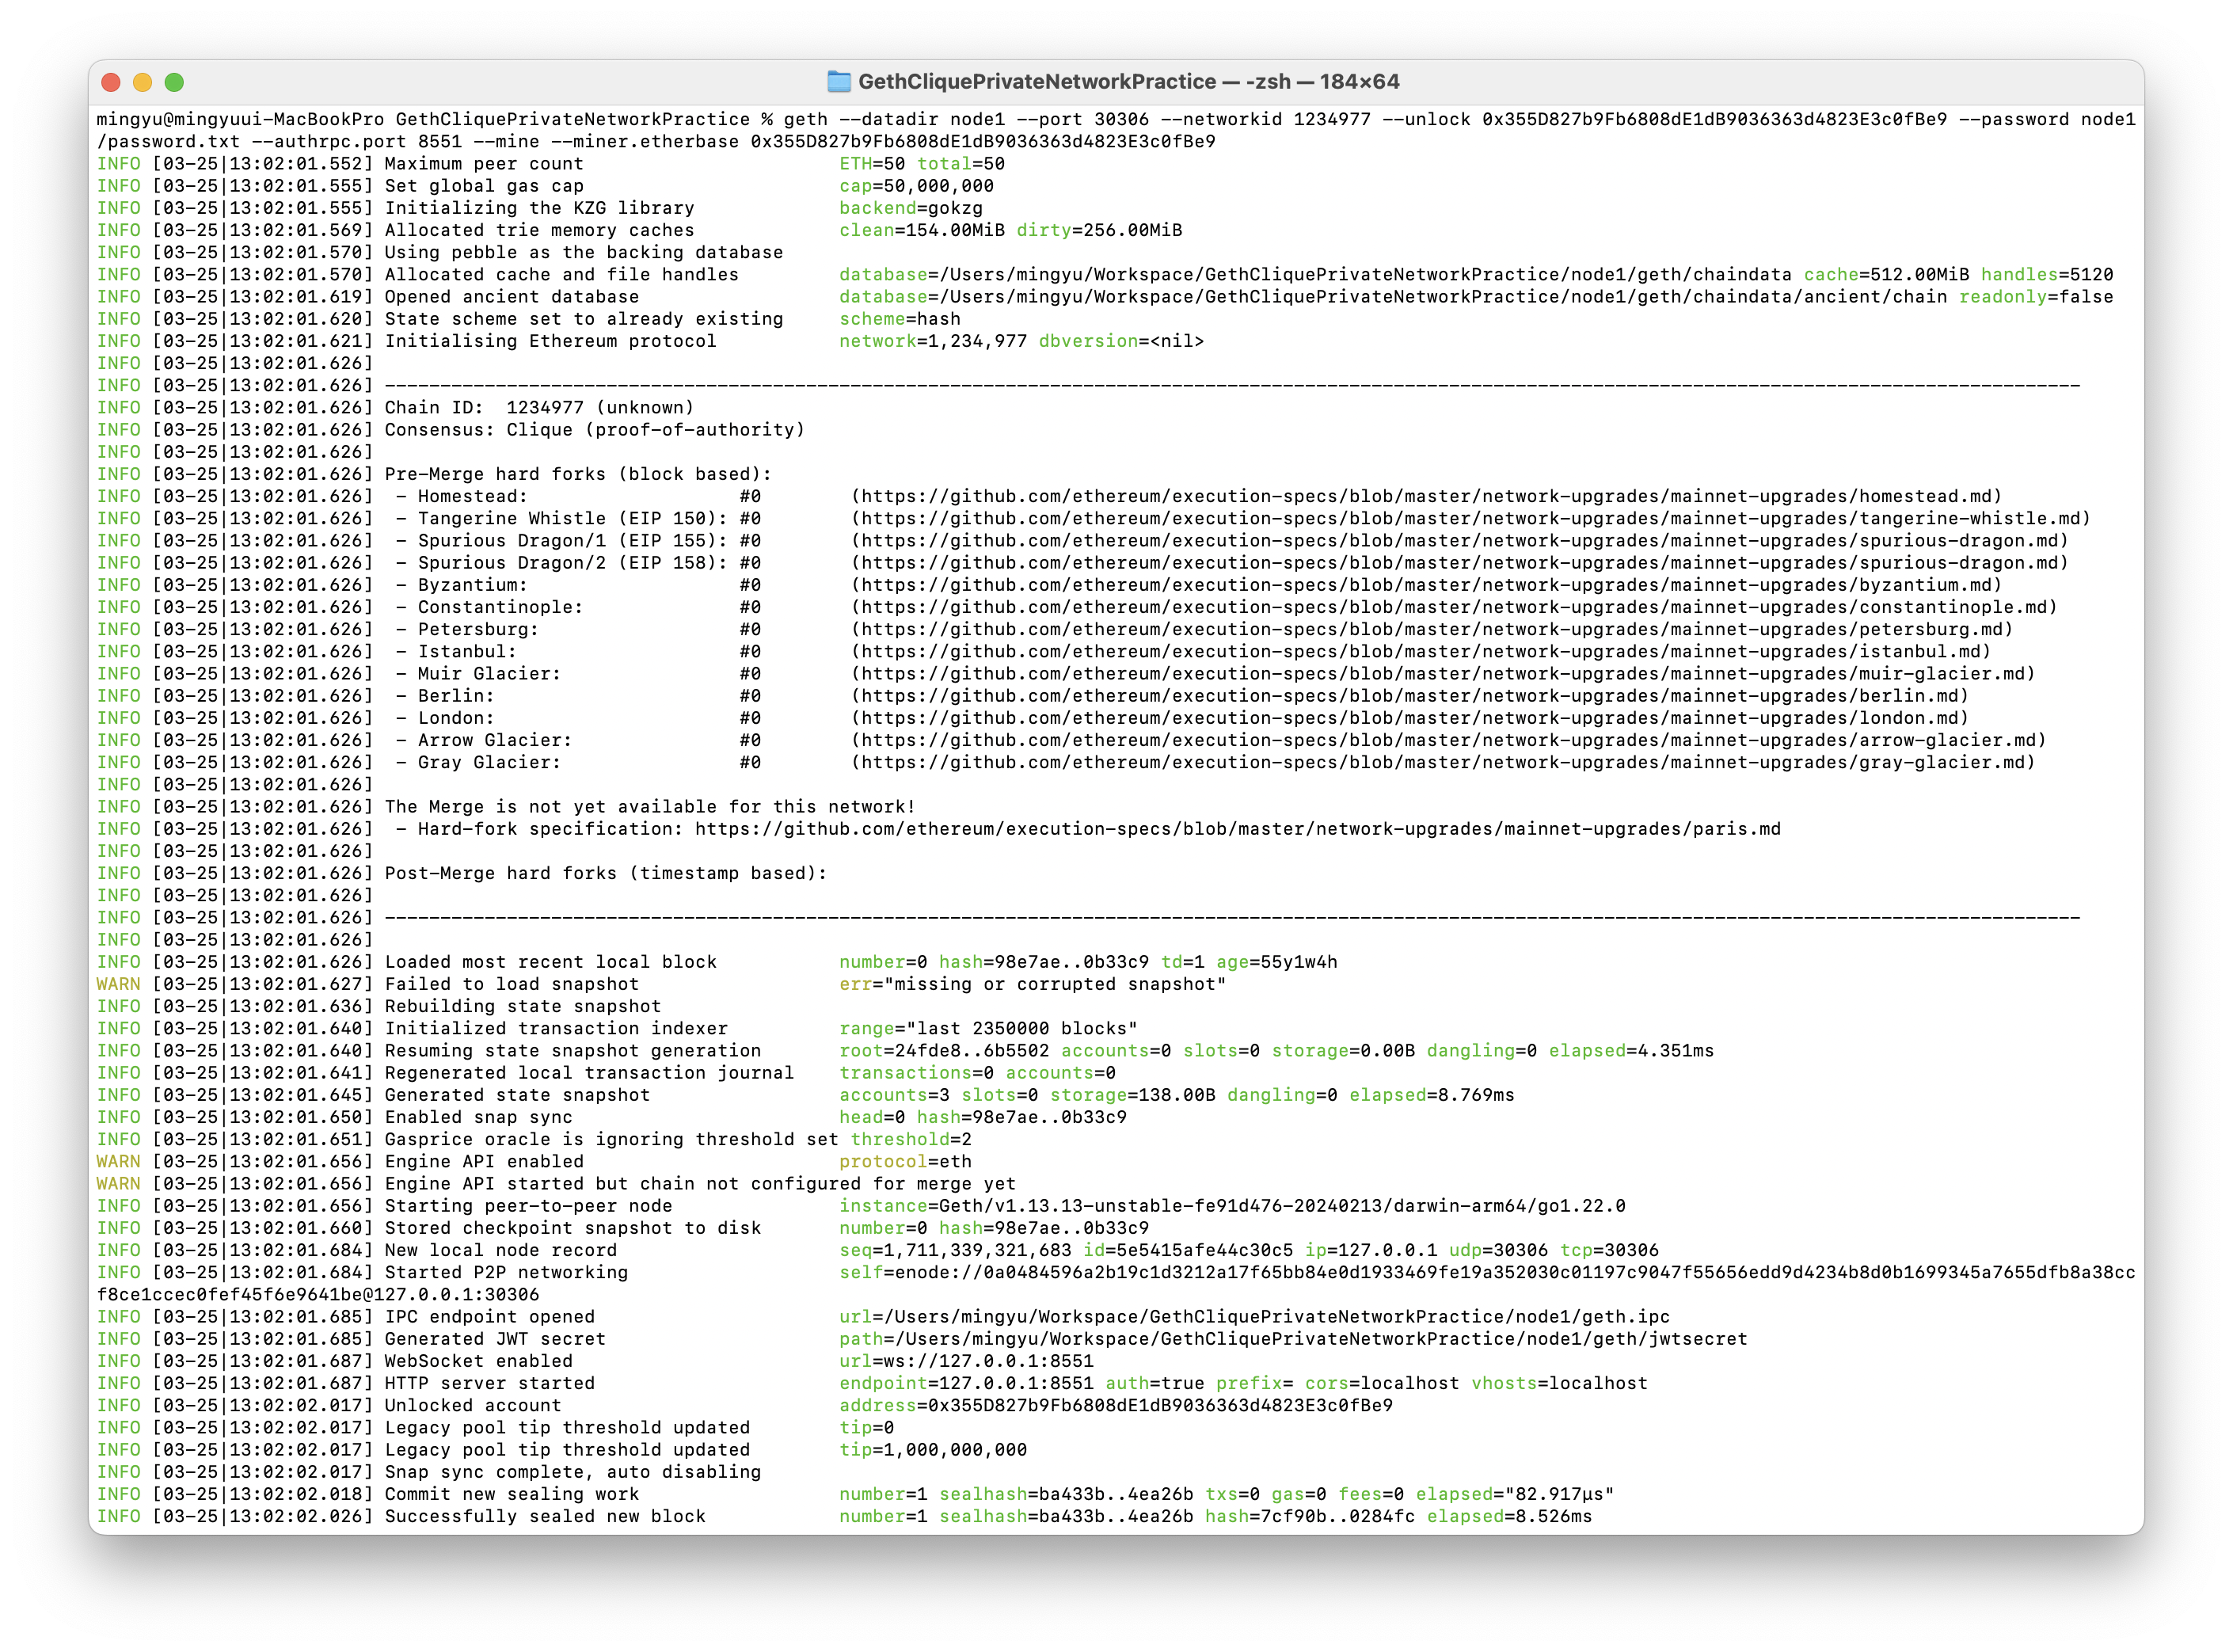 GethCliquePrivateNetworkPractice — -zsh — 184×64
mingyu@mingyuui-MacBookPro GethCliquePrivateNetworkPractice % geth --datadir node1 --port 30306 --networkid 1234977 --unlock 0x355D827b9Fb6808dE1dB9036363d4823E3c0fBe9 --password node1
/password.txt --authrpc.port 8551 --mine --miner.etherbase 0x355D827b9Fb6808dE1dB9036363d4823E3c0fBe9
INFO [03-25|13:02:01.552] Maximum peer count                       ETH=50 total=50
INFO [03-25|13:02:01.555] Set global gas cap                       cap=50,000,000
INFO [03-25|13:02:01.555] Initializing the KZG library             backend=gokzg
INFO [03-25|13:02:01.569] Allocated trie memory caches             clean=154.00MiB dirty=256.00MiB
INFO [03-25|13:02:01.570] Using pebble as the backing database
INFO [03-25|13:02:01.570] Allocated cache and file handles         database=/Users/mingyu/Workspace/GethCliquePrivateNetworkPractice/node1/geth/chaindata cache=512.00MiB handles=5120
INFO [03-25|13:02:01.619] Opened ancient database                  database=/Users/mingyu/Workspace/GethCliquePrivateNetworkPractice/node1/geth/chaindata/ancient/chain readonly=false
INFO [03-25|13:02:01.620] State scheme set to already existing     scheme=hash
INFO [03-25|13:02:01.621] Initialising Ethereum protocol           network=1,234,977 dbversion=<nil>
INFO [03-25|13:02:01.626]
INFO [03-25|13:02:01.626] ---------------------------------------------------------------------------------------------------------------------------------------------------------
INFO [03-25|13:02:01.626] Chain ID:  1234977 (unknown)
INFO [03-25|13:02:01.626] Consensus: Clique (proof-of-authority)
INFO [03-25|13:02:01.626]
INFO [03-25|13:02:01.626] Pre-Merge hard forks (block based):
INFO [03-25|13:02:01.626]  - Homestead:                   #0        (https://github.com/ethereum/execution-specs/blob/master/network-upgrades/mainnet-upgrades/homestead.md)
INFO [03-25|13:02:01.626]  - Tangerine Whistle (EIP 150): #0        (https://github.com/ethereum/execution-specs/blob/master/network-upgrades/mainnet-upgrades/tangerine-whistle.md)
INFO [03-25|13:02:01.626]  - Spurious Dragon/1 (EIP 155): #0        (https://github.com/ethereum/execution-specs/blob/master/network-upgrades/mainnet-upgrades/spurious-dragon.md)
INFO [03-25|13:02:01.626]  - Spurious Dragon/2 (EIP 158): #0        (https://github.com/ethereum/execution-specs/blob/master/network-upgrades/mainnet-upgrades/spurious-dragon.md)
INFO [03-25|13:02:01.626]  - Byzantium:                   #0        (https://github.com/ethereum/execution-specs/blob/master/network-upgrades/mainnet-upgrades/byzantium.md)
INFO [03-25|13:02:01.626]  - Constantinople:              #0        (https://github.com/ethereum/execution-specs/blob/master/network-upgrades/mainnet-upgrades/constantinople.md)
INFO [03-25|13:02:01.626]  - Petersburg:                  #0        (https://github.com/ethereum/execution-specs/blob/master/network-upgrades/mainnet-upgrades/petersburg.md)
INFO [03-25|13:02:01.626]  - Istanbul:                    #0        (https://github.com/ethereum/execution-specs/blob/master/network-upgrades/mainnet-upgrades/istanbul.md)
INFO [03-25|13:02:01.626]  - Muir Glacier:                #0        (https://github.com/ethereum/execution-specs/blob/master/network-upgrades/mainnet-upgrades/muir-glacier.md)
INFO [03-25|13:02:01.626]  - Berlin:                      #0        (https://github.com/ethereum/execution-specs/blob/master/network-upgrades/mainnet-upgrades/berlin.md)
INFO [03-25|13:02:01.626]  - London:                      #0        (https://github.com/ethereum/execution-specs/blob/master/network-upgrades/mainnet-upgrades/london.md)
INFO [03-25|13:02:01.626]  - Arrow Glacier:               #0        (https://github.com/ethereum/execution-specs/blob/master/network-upgrades/mainnet-upgrades/arrow-glacier.md)
INFO [03-25|13:02:01.626]  - Gray Glacier:                #0        (https://github.com/ethereum/execution-specs/blob/master/network-upgrades/mainnet-upgrades/gray-glacier.md)
INFO [03-25|13:02:01.626]
INFO [03-25|13:02:01.626] The Merge is not yet available for this network!
INFO [03-25|13:02:01.626]  - Hard-fork specification: https://github.com/ethereum/execution-specs/blob/master/network-upgrades/mainnet-upgrades/paris.md
INFO [03-25|13:02:01.626]
INFO [03-25|13:02:01.626] Post-Merge hard forks (timestamp based):
INFO [03-25|13:02:01.626]
INFO [03-25|13:02:01.626] ---------------------------------------------------------------------------------------------------------------------------------------------------------
INFO [03-25|13:02:01.626]
INFO [03-25|13:02:01.626] Loaded most recent local block           number=0 hash=98e7ae..0b33c9 td=1 age=55y1w4h
WARN [03-25|13:02:01.627] Failed to load snapshot                  err="missing or corrupted snapshot"
INFO [03-25|13:02:01.636] Rebuilding state snapshot
INFO [03-25|13:02:01.640] Initialized transaction indexer          range="last 2350000 blocks"
INFO [03-25|13:02:01.640] Resuming state snapshot generation       root=24fde8..6b5502 accounts=0 slots=0 storage=0.00B dangling=0 elapsed=4.351ms
INFO [03-25|13:02:01.641] Regenerated local transaction journal    transactions=0 accounts=0
INFO [03-25|13:02:01.645] Generated state snapshot                 accounts=3 slots=0 storage=138.00B dangling=0 elapsed=8.769ms
INFO [03-25|13:02:01.650] Enabled snap sync                        head=0 hash=98e7ae..0b33c9
INFO [03-25|13:02:01.651] Gasprice oracle is ignoring threshold set threshold=2
WARN [03-25|13:02:01.656] Engine API enabled                       protocol=eth
WARN [03-25|13:02:01.656] Engine API started but chain not configured for merge yet
INFO [03-25|13:02:01.656] Starting peer-to-peer node               instance=Geth/v1.13.13-unstable-fe91d476-20240213/darwin-arm64/go1.22.0
INFO [03-25|13:02:01.660] Stored checkpoint snapshot to disk       number=0 hash=98e7ae..0b33c9
INFO [03-25|13:02:01.684] New local node record                    seq=1,711,339,321,683 id=5e5415afe44c30c5 ip=127.0.0.1 udp=30306 tcp=30306
INFO [03-25|13:02:01.684] Started P2P networking                   self=enode://0a0484596a2b19c1d3212a17f65bb84e0d1933469fe19a352030c01197c9047f55656edd9d4234b8d0b1699345a7655dfb8a38cc
f8ce1ccec0fef45f6e9641be@127.0.0.1:30306
INFO [03-25|13:02:01.685] IPC endpoint opened                      url=/Users/mingyu/Workspace/GethCliquePrivateNetworkPractice/node1/geth.ipc
INFO [03-25|13:02:01.685] Generated JWT secret                     path=/Users/mingyu/Workspace/GethCliquePrivateNetworkPractice/node1/geth/jwtsecret
INFO [03-25|13:02:01.687] WebSocket enabled                        url=ws://127.0.0.1:8551
INFO [03-25|13:02:01.687] HTTP server started                      endpoint=127.0.0.1:8551 auth=true prefix= cors=localhost vhosts=localhost
INFO [03-25|13:02:02.017] Unlocked account                         address=0x355D827b9Fb6808dE1dB9036363d4823E3c0fBe9
INFO [03-25|13:02:02.017] Legacy pool tip threshold updated        tip=0
INFO [03-25|13:02:02.017] Legacy pool tip threshold updated        tip=1,000,000,000
INFO [03-25|13:02:02.017] Snap sync complete, auto disabling
INFO [03-25|13:02:02.018] Commit new sealing work                  number=1 sealhash=ba433b..4ea26b txs=0 gas=0 fees=0 elapsed="82.917µs"
INFO [03-25|13:02:02.026] Successfully sealed new block            number=1 sealhash=ba433b..4ea26b hash=7cf90b..0284fc elapsed=8.526ms